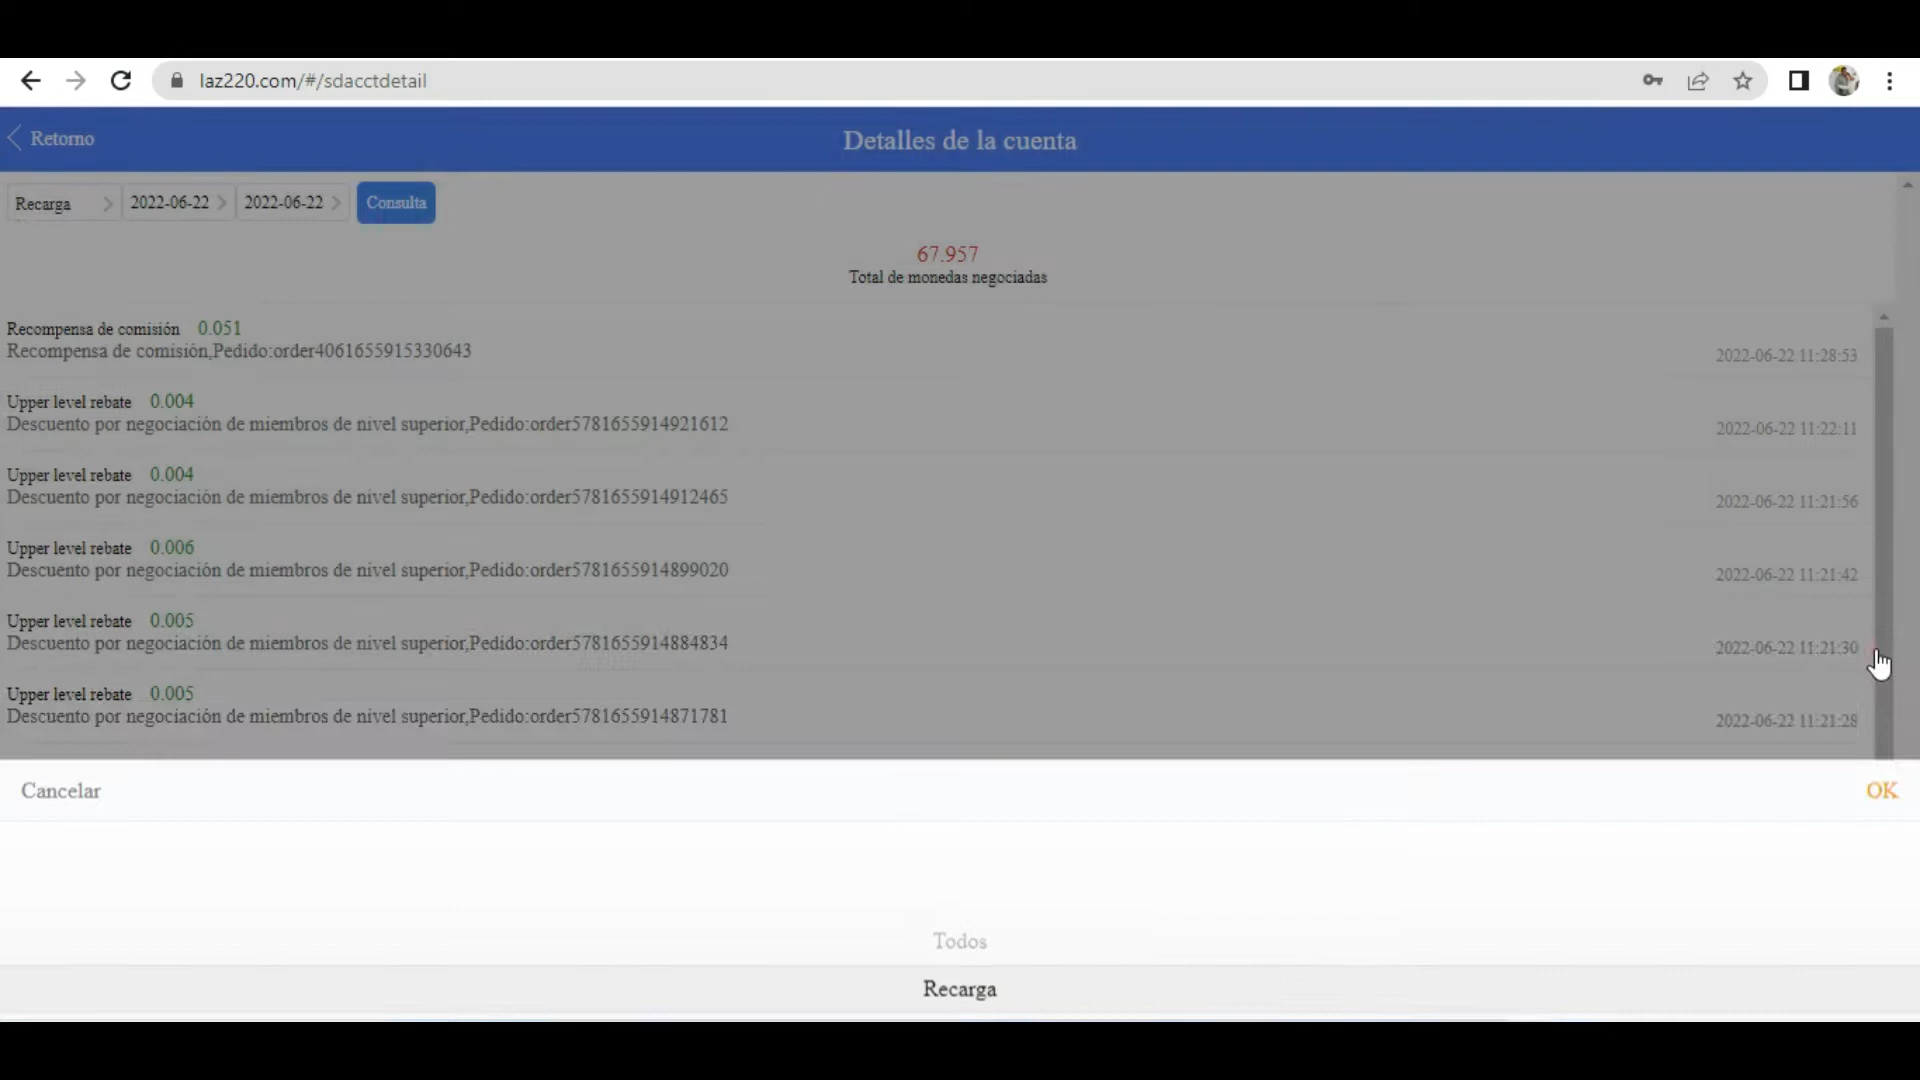 laz220.com/#/sdacctdetail
Retorno
Detalles de la cuenta
Recarga
2022-06-22
2022-06-22
Consulta
67.957
Total de monedas negociadas
Recompensa de comisión 0.051
Recompensa de comisión,Pedido:order4061655915330643
2022-06-22 11:28:53
Upper level rebate 0.004
Descuento por negociación de miembros de nivel superior,Pedido:order5781655914921612
2022-06-22 11:22:11
Upper level rebate 0.004
Descuento por negociación de miembros de nivel superior,Pedido:order5781655914912465
2022-06-22 11:21:56
Upper level rebate 0.006
Descuento por negociación de miembros de nivel superior,Pedido:order5781655914899020
2022-06-22 11:21:42
Upper level rebate 0.005
Descuento por negociación de miembros de nivel superior,Pedido:order5781655914884834
2022-06-22 11:21:30
Upper level rebate 0.005
Descuento por negociación de miembros de nivel superior,Pedido:order5781655914871781
2022-06-22 11:21:28
Cancelar
OK
Todos
Recarga